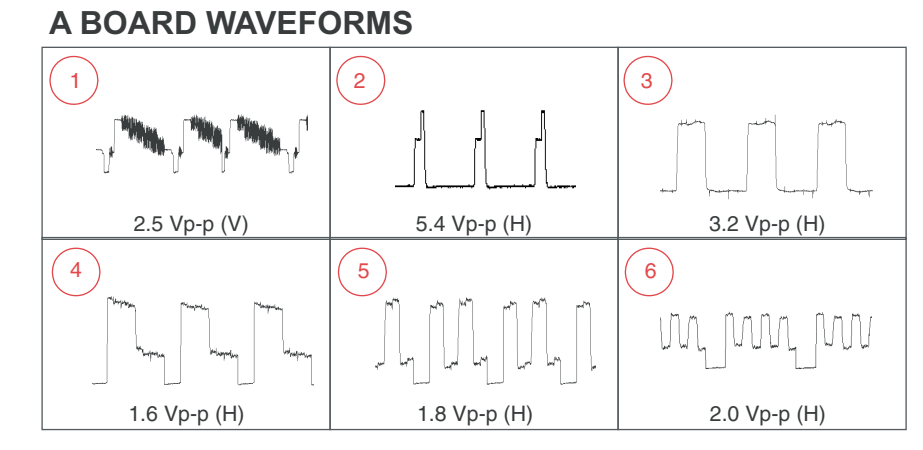 A BOARD WAVEFORMS
1
2
3
2.5 Vp-p (V)
5.4 Vp-p (H)
3.2 Vp-p (H)
4
5
6
1.6 Vp-p (H)
1.8 Vp-p (H)
2.0 Vp-p (H)